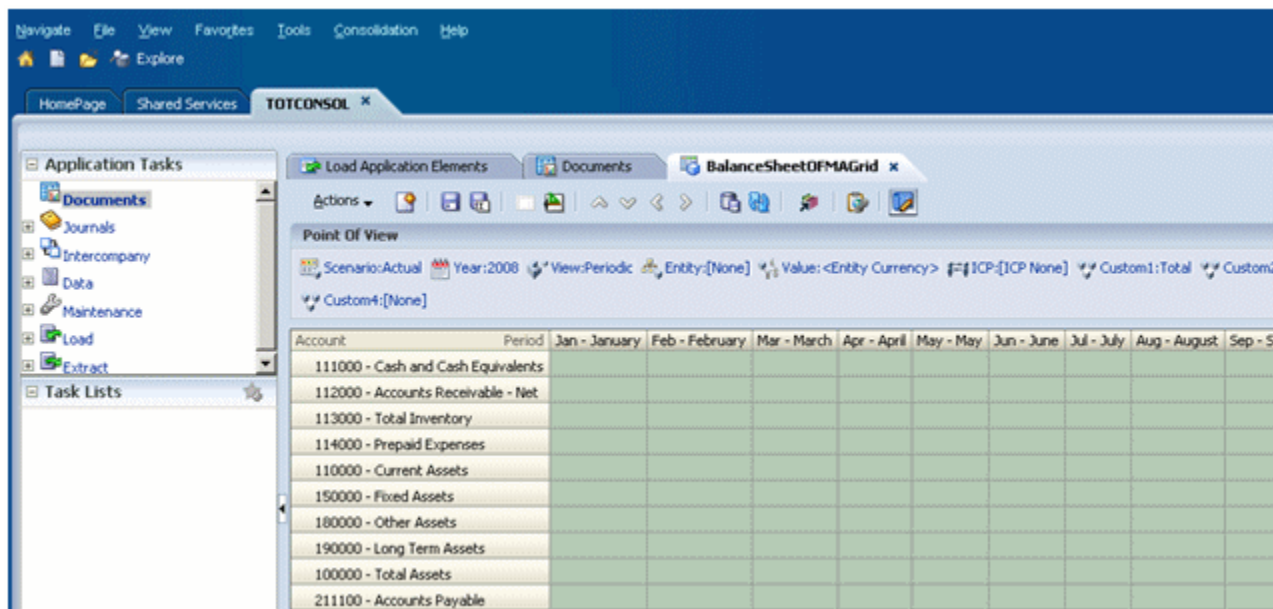 Navigate File View Favorites Tools Consolidation Help
Explore
HomePage Shared Services TOTCONSOL
Application Tasks
Documents
Journals
Intercompany
Data
Maintenance
Load
Extract
Task Lists
Load Application Elements Documents BalanceSheetOFMAGrid
Actions
Point Of View
Scenario:Actual Year:2008 View:Periodic Entity:[None] Value:<Entity Currency> ICP:[ICP None] Custom1:Total Custom2
Custom4:[None]
Account Period Jan - January Feb - February Mar - March Apr - April May - May Jun - June Jul - July Aug - August Sep - S
111000 - Cash and Cash Equivalents
112000 - Accounts Receivable - Net
113000 - Total Inventory
114000 - Prepaid Expenses
110000 - Current Assets
150000 - Fixed Assets
180000 - Other Assets
190000 - Long Term Assets
100000 - Total Assets
211100 - Accounts Payable